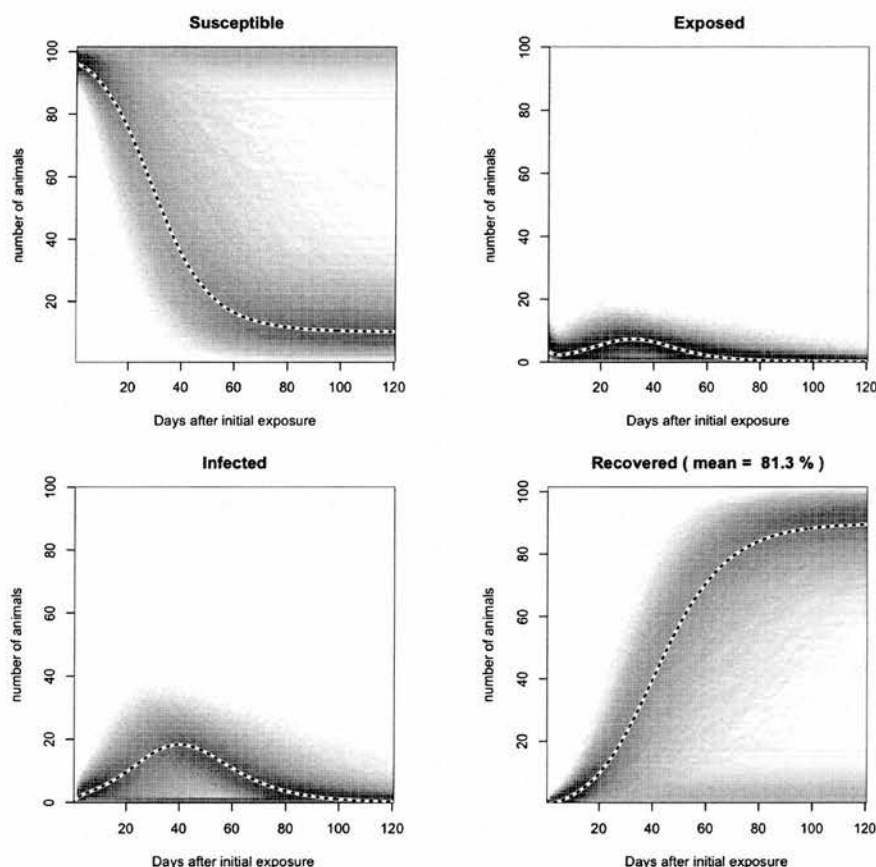 Susceptible
number of animals
20 40 60 80 100
20 40 60 80 100 120
Days after initial exposure
Exposed
number of animals
0 20 40 60 80 100
20 40 60 80 100 120
Days after initial exposure
Infected
number of animals
0 20 40 60 80 100
20 40 60 80 100 120
Days after initial exposure
Recovered ( mean = 81.3 % )
number of animals
20 40 60 80 100
20 40 60 80 100 120
Days after initial exposure